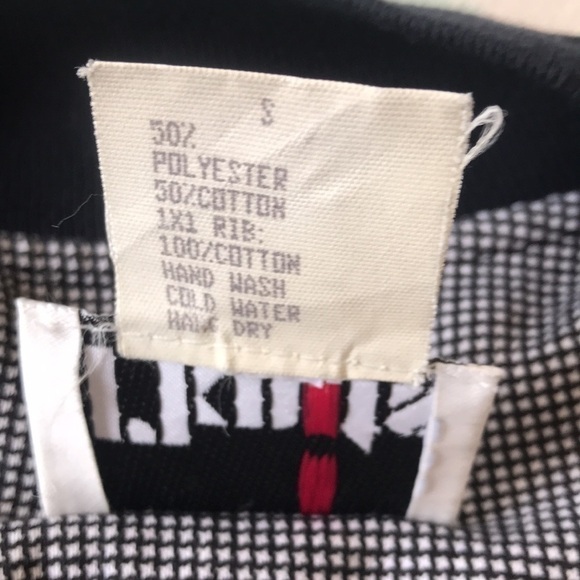 S
50%
POLYESTER
50%COTTON
1X1 RIB:
100%COTTON
HAND WASH
COLD WATER
HANG DRY